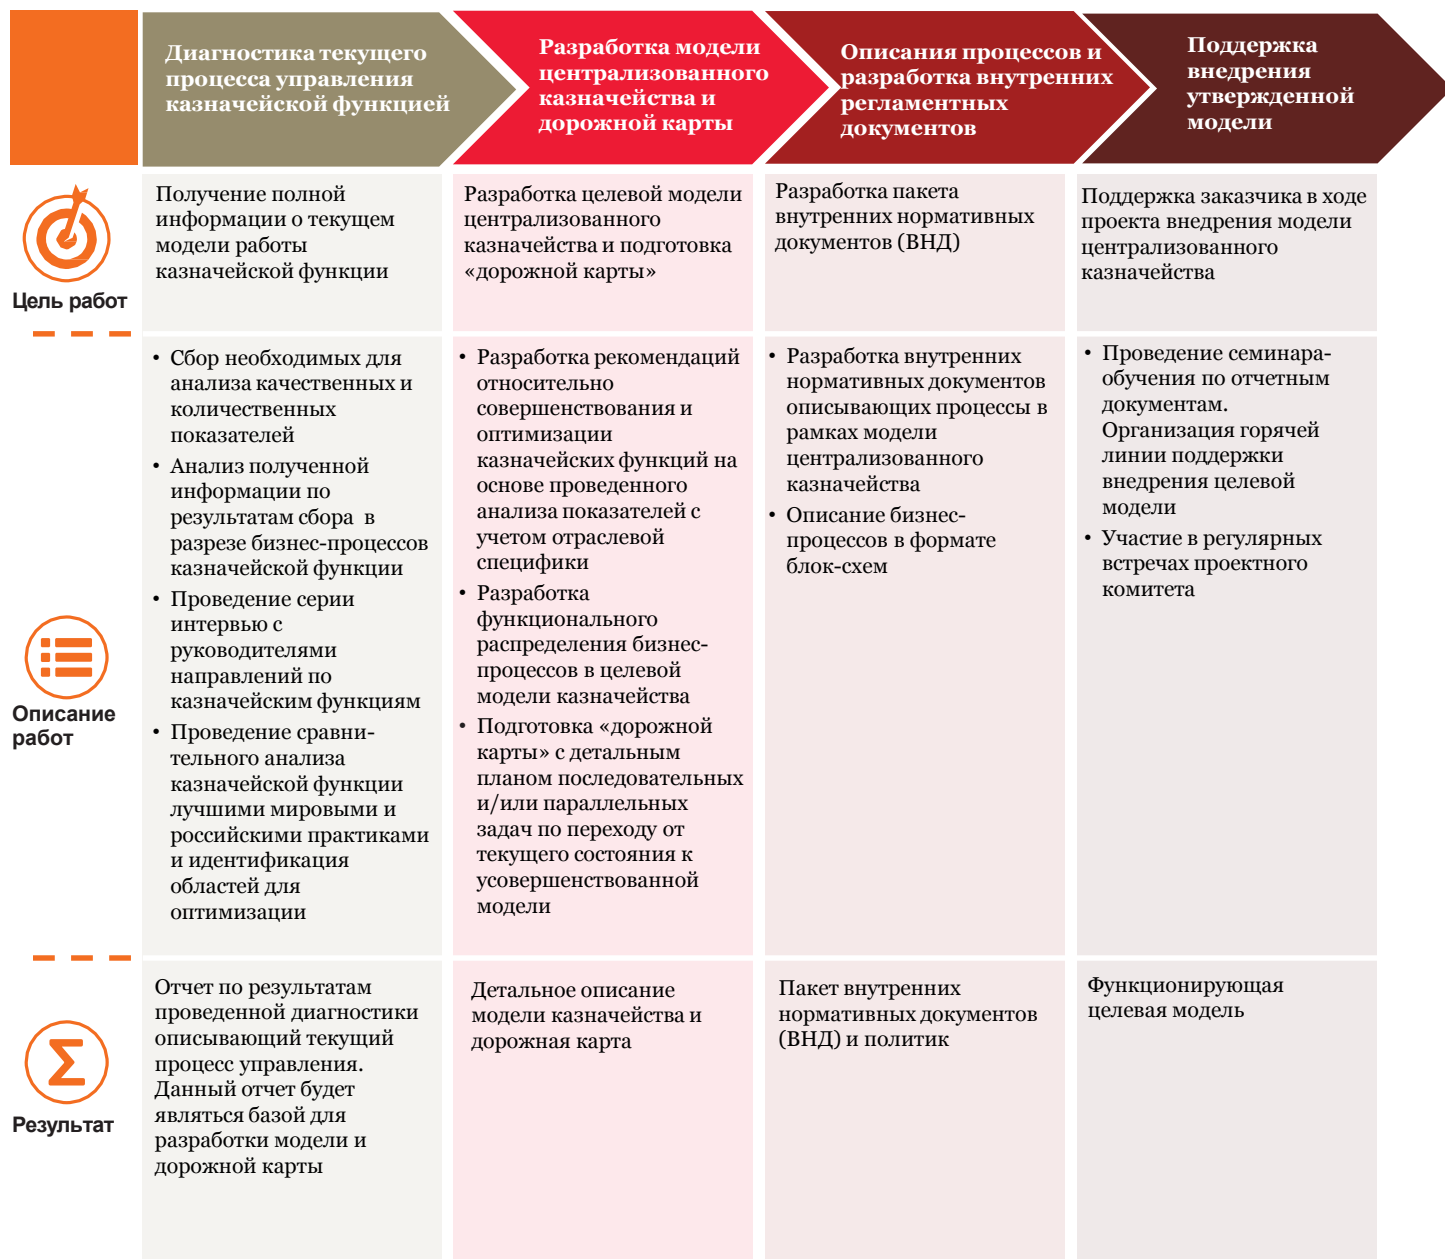 Диагностика текущего
процесса управления
казначейской функцией
Разработка модели
централизованного
казначейства и
дорожной карты
Описания процессов и
разработка внутренних
регламентных
документов
Поддержка
внедрения
утвержденной
модели
Цель работ
Получение полной
информации о текущем
модели работы
казначейской функции
Разработка целевой модели
централизованного
казначейства и подготовка
«дорожной карты»
Разработка пакета
внутренних нормативных
документов (ВНД)
Поддержка заказчика в ходе
проекта внедрения модели
централизованного
казначейства
Описание
работ
• Сбор необходимых для
анализа качественных и
количественных
показателей
• Анализ полученной
информации по
результатам сбора в
разрезе бизнес-процессов
казначейской функции
• Проведение серии
интервью с
руководителями
направлений по
казначейским функциям
• Проведение сравни-
тельного анализа
казначейской функции
лучшими мировыми и
российскими практиками
и идентификация
областей для
оптимизации
• Разработка рекомендаций
относительно
совершенствования и
оптимизации
казначейских функций на
основе проведенного
анализа показателей с
учетом отраслевой
специфики
• Разработка
функционального
распределения бизнес-
процессов в целевой
модели казначейства
• Подготовка «дорожной
карты» с детальным
планом последовательных
и/или параллельных
задач по переходу от
текущего состояния к
усовершенствованной
модели
• Разработка внутренних
нормативных документов
описывающих процессы в
рамках модели
централизованного
казначейства
• Описание бизнес-
процессов в формате
блок-схем
• Проведение семинара-
обучения по отчетным
документам.
Организация горячей
линии поддержки
внедрения целевой
модели
• Участие в регулярных
встречах проектного
комитета
Σ
Результат
Отчет по результатам
проведенной диагностики
описывающий текущий
процесс управления.
Данный отчет будет
являться базой для
разработки модели и
дорожной карты
Детальное описание
модели казначейства и
дорожная карта
Пакет внутренних
нормативных документов
(ВНД) и политик
Функционирующая
целевая модель